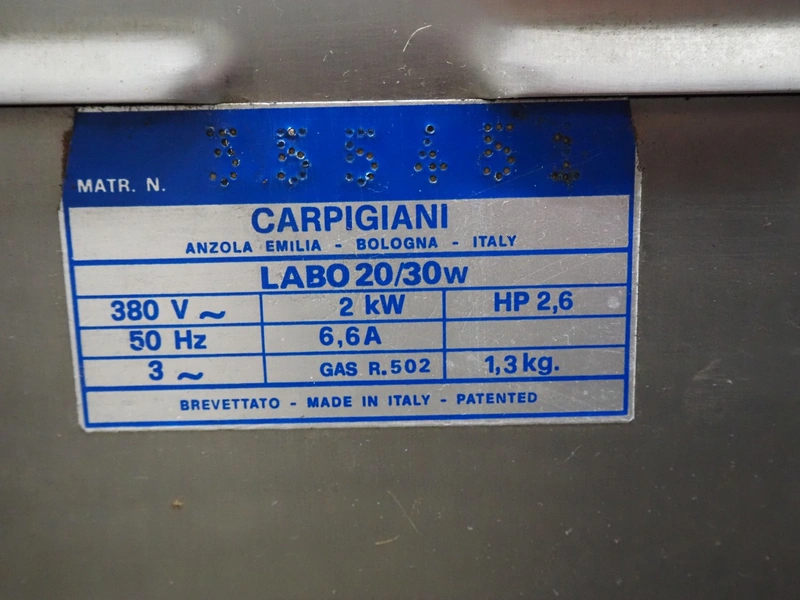 MATR. N.
CARPIGIANI
ANZOLA EMILIA - BOLOGNA - ITALY
LABO 20/30w
380 V ~ 2 kW HP 2,6
50 Hz 6,6A
3 ~ GAS R.502 1,3 kg.
BREVETTATO - MADE IN ITALY - PATENTED